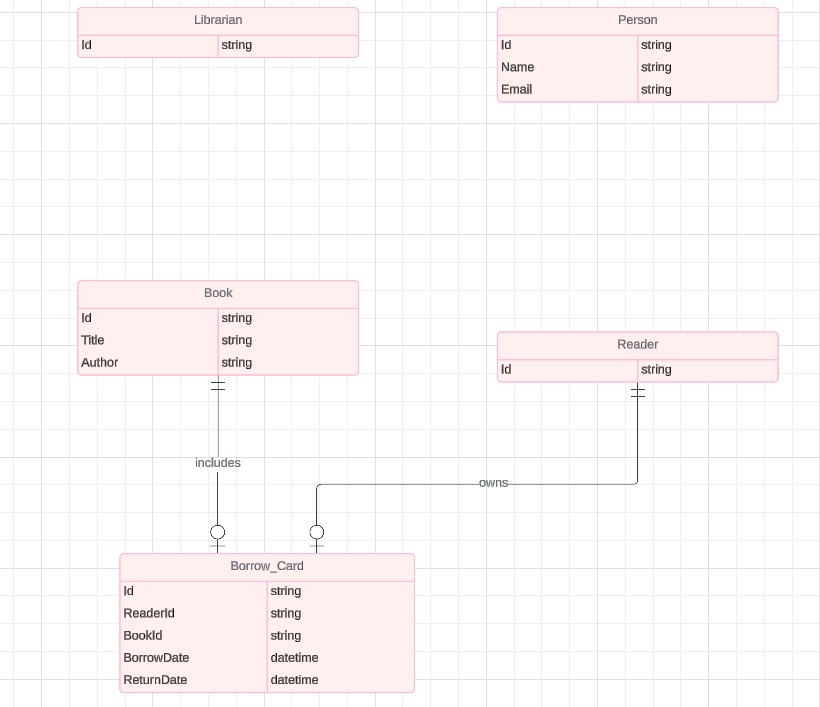 Librarian
Id string
Person
Id string
Name string
Email string
Book
Id string
Title string
Author string
Reader
Id string
includes
owns
Borrow_Card
Id string
ReaderId string
BookId string
BorrowDate datetime
ReturnDate datetime